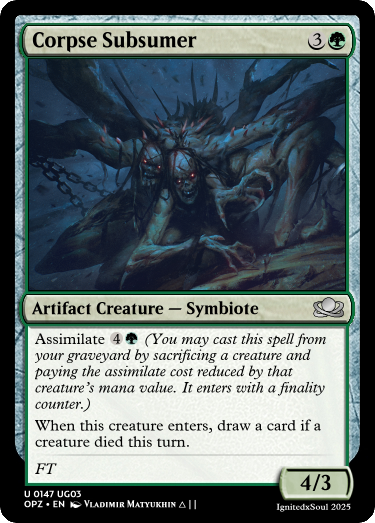 Corpse Subsumer 3
Artifact Creature — Symbiote
Assimilate 4 (You may cast this spell from
your graveyard by sacrificing a creature and
paying the assimilate cost reduced by that
creature's mana value. It enters with a finality
counter.)
When this creature enters, draw a card if a
creature died this turn.
FT
4/3
U 0147 UG03
OPZ • EN Vladimir Matyukhin
IgnitedxSoul 2025